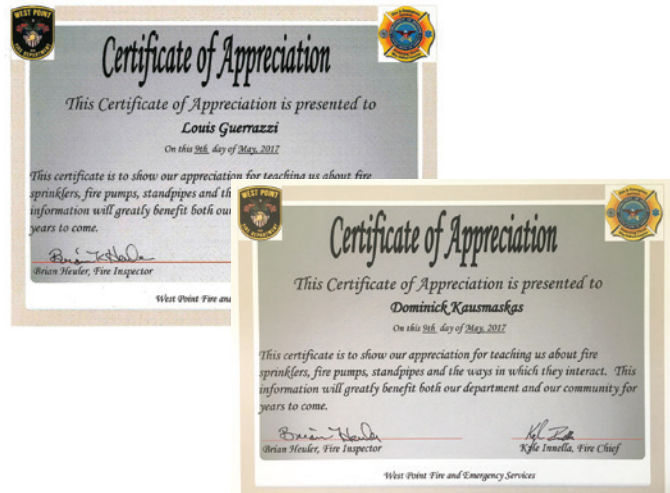 WEST POINT
FIRE DEPARTMENT
Certificate of Appreciation
This Certificate of Appreciation is presented to
Louis Guerrazzi
On this 9th day of May, 2017
This certificate is to show our appreciation for teaching us about fire
sprinklers, fire pumps, standpipes and th
information will greatly benefit both our
years to come.
Brian Heuler, Fire Inspector
West Point Fire and
WEST POINT
FIRE DEPARTMENT
Certificate of Appreciation
This Certificate of Appreciation is presented to
Dominick Kausmaskas
On this 9th day of May, 2017
This certificate is to show our appreciation for teaching us about fire
sprinklers, fire pumps, standpipes and the ways in which they interact. This
information will greatly benefit both our department and our community for
years to come.
Brian Heuler, Fire Inspector
Kyle Innella, Fire Chief
West Point Fire and Emergency Services